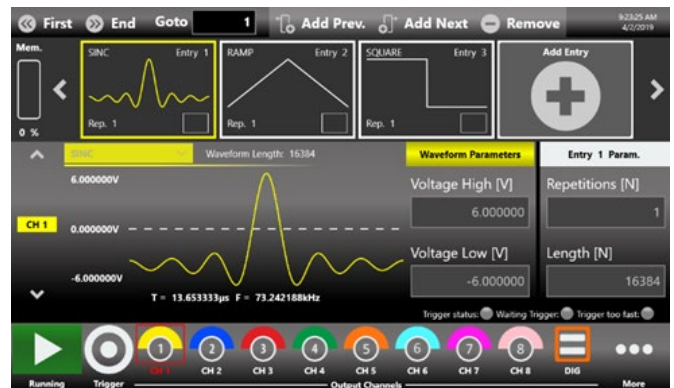 First End Goto 1 Add Prev. Add Next Remove 9:23:25 AM
4/2/2019
Mem.
SINC Entry 1 RAMP Entry 2 SQUARE Entry 3 Add Entry
Rep. 1 Rep. 1 Rep. 1
0 %
SINC Waveform Length: 16384 Waveform Parameters Entry 1 Param.
6.000000V
Voltage High [V] Repetitions [N]
6.000000 1
CH 1 0.000000V
Voltage Low [V] Length [N]
-6.000000V
-6.000000 16384
T = 13.653333µs F = 73.242188kHz
Trigger status: Waiting Trigger: Trigger too fast:
1 2 3 4 5 6 7 8
CH 1 CH 2 CH 3 CH 4 CH 5 CH 6 CH 7 CH 8 DIG
Running Trigger Output Channels More